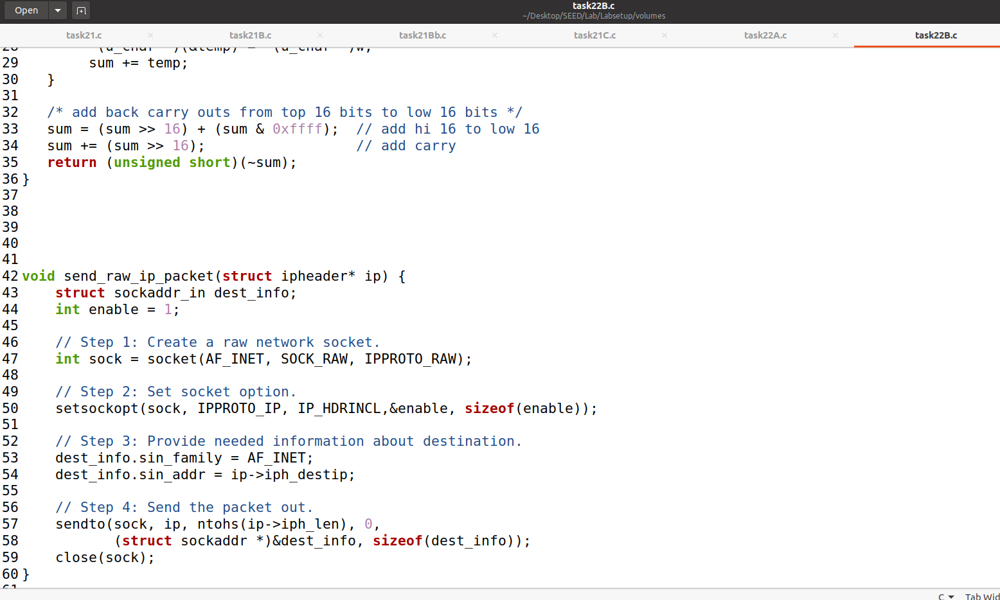 Open
task22B.c
~/Desktop/SEED/Lab/Labsetup/volumes
task21.c × task21B.c × task21Bb.c × task21C.c × task22A.c × task22B.c
28 (u_char *)(&temp) = *(u_char *)w;
29 sum += temp;
30 }
31
32 /* add back carry outs from top 16 bits to low 16 bits */
33 sum = (sum >> 16) + (sum & 0xffff); // add hi 16 to low 16
34 sum += (sum >> 16); // add carry
35 return (unsigned short)(~sum);
36 }
37
38
39
40
41
42 void send_raw_ip_packet(struct ipheader* ip) {
43 struct sockaddr_in dest_info;
44 int enable = 1;
45
46 // Step 1: Create a raw network socket.
47 int sock = socket(AF_INET, SOCK_RAW, IPPROTO_RAW);
48
49 // Step 2: Set socket option.
50 setsockopt(sock, IPPROTO_IP, IP_HDRINCL,&enable, sizeof(enable));
51
52 // Step 3: Provide needed information about destination.
53 dest_info.sin_family = AF_INET;
54 dest_info.sin_addr = ip->iph_destip;
55
56 // Step 4: Send the packet out.
57 sendto(sock, ip, ntohs(ip->iph_len), 0,
58 (struct sockaddr *)&dest_info, sizeof(dest_info));
59 close(sock);
60 }
61
C Tab Wid